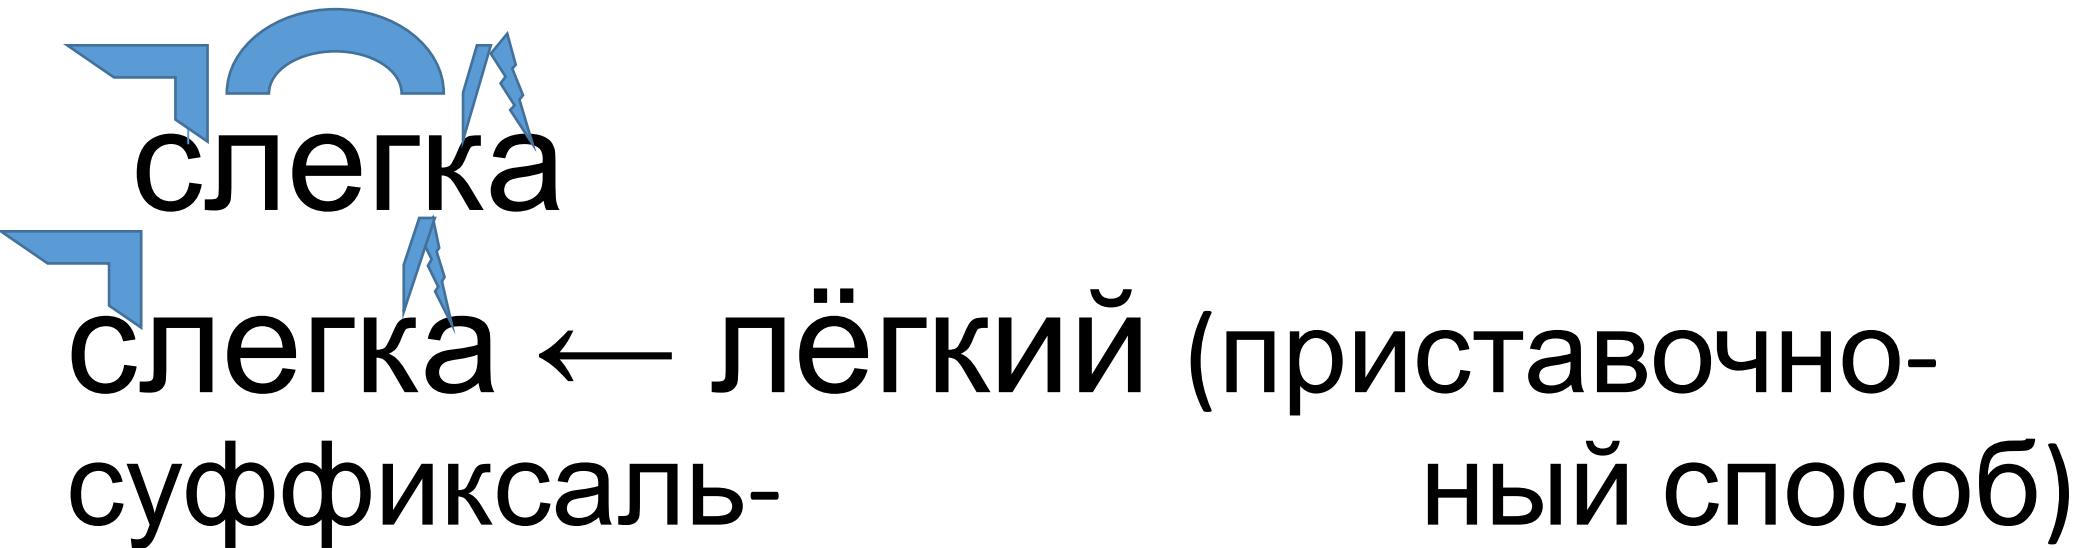 слегка
слегка ← лёгкий (приставочно-
суффиксаль- ный способ)